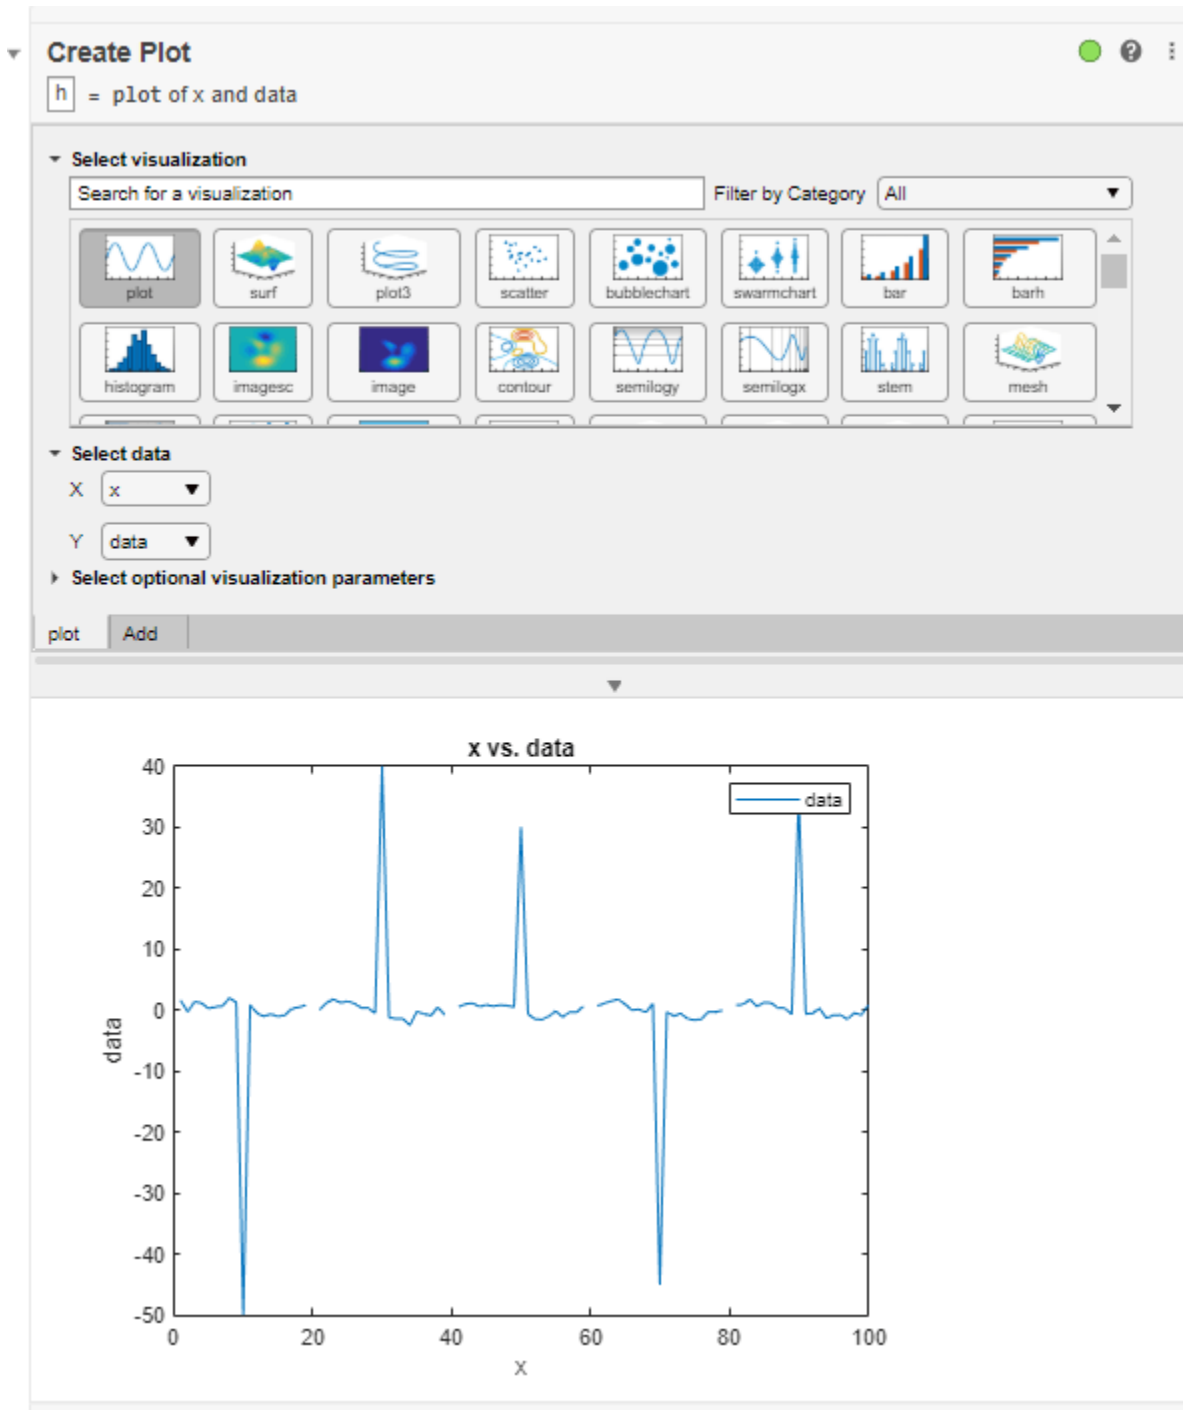 Create Plot
h = plot of x and data
Select visualization
Search for a visualization Filter by Category All
plot surf plot3 scatter bubblechart swarmchart bar barh
histogram imagesc image contour semilogy semilogx stem mesh
Select data
X x
Y data
Select optional visualization parameters
plot Add
x vs. data
data
40
30
20
10
0
-10
-20
-30
-40
-50
data
0 20 40 60 80 100
X